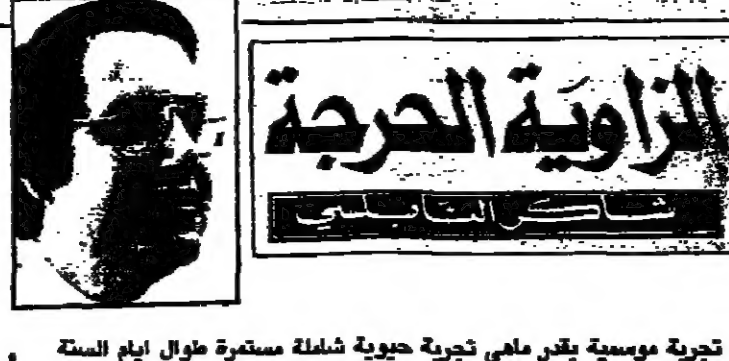 الزاوية الحرجة
شاكر النابلسي
تجربة موسمية بقدر ماهي تجربة حيوية شاملة مستمرة طوال ايام السنة